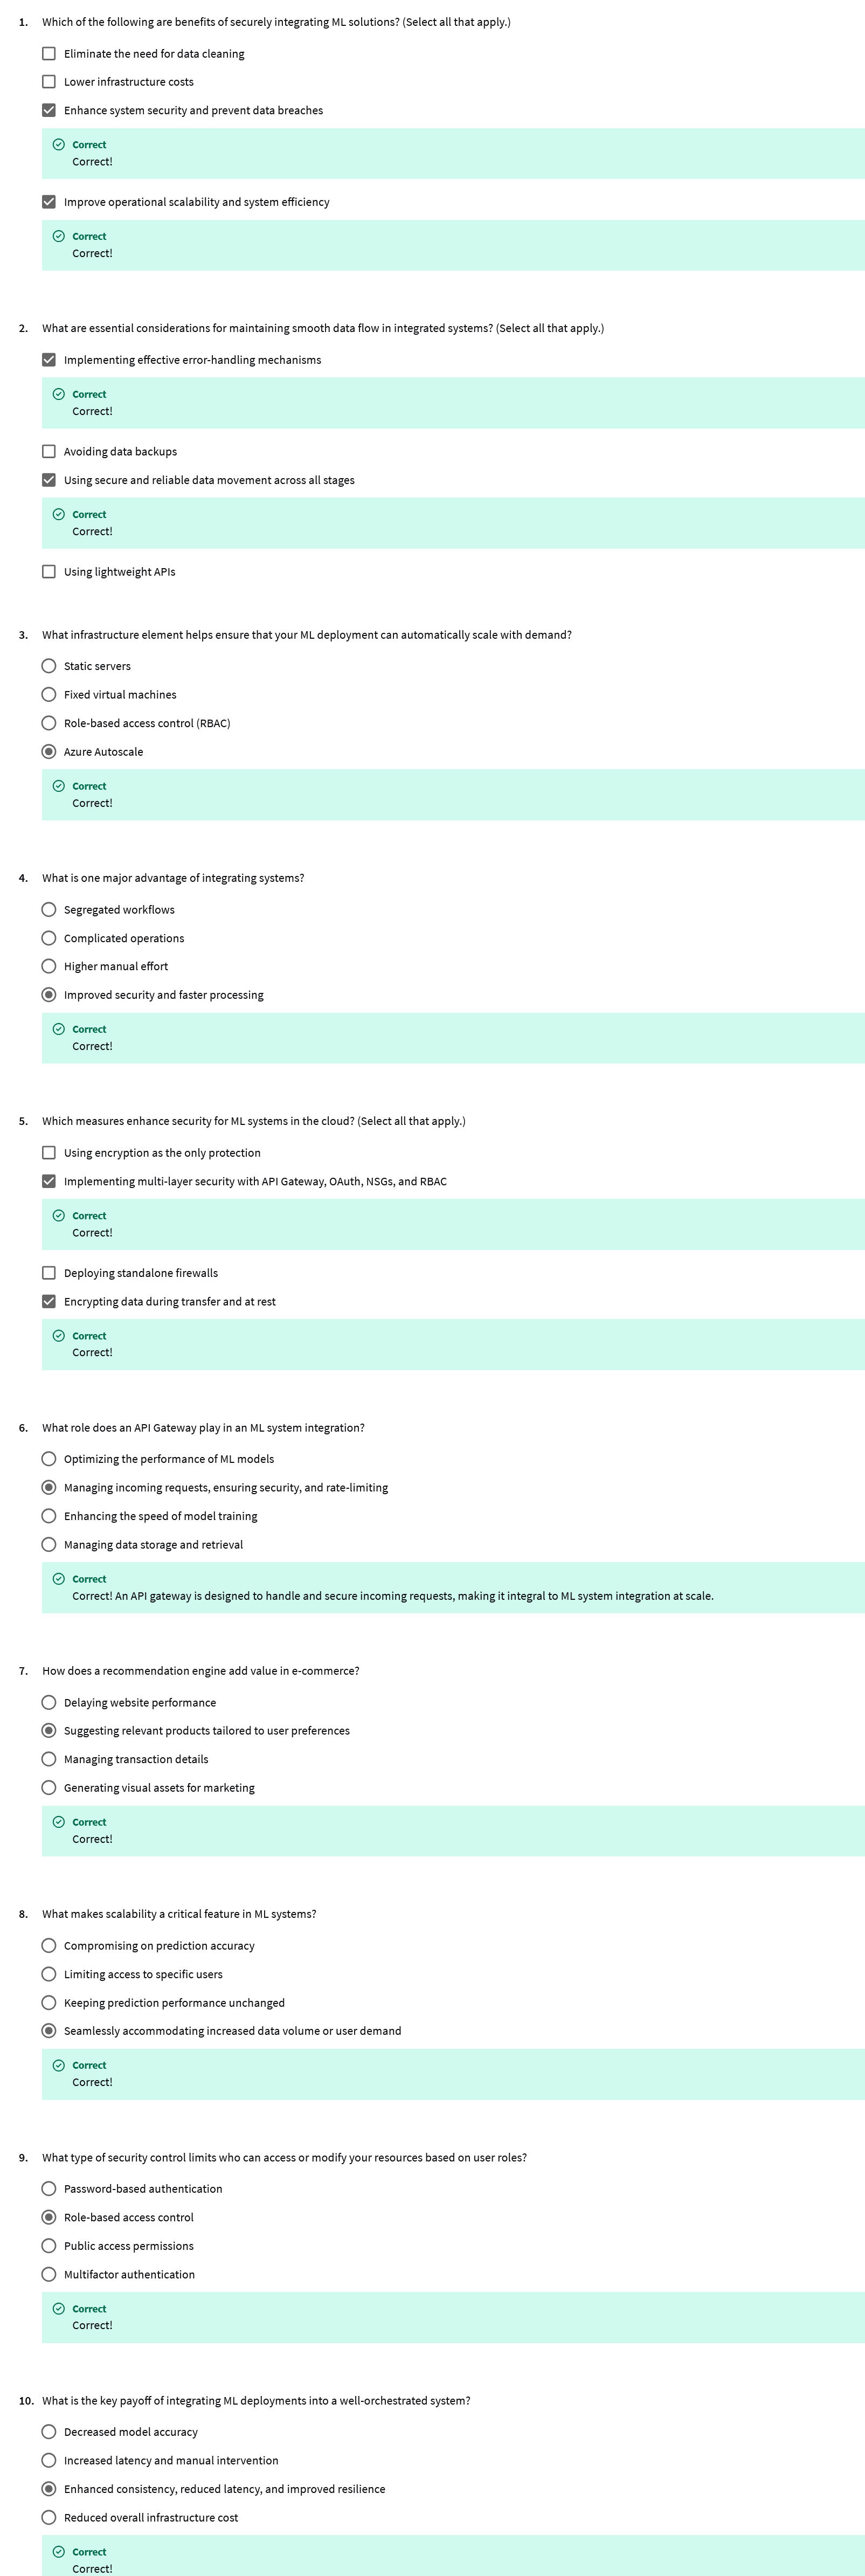 1. Which of the following are benefits of securely integrating ML solutions? (Select all that apply.)
Eliminate the need for data cleaning
Lower infrastructure costs
Enhance system security and prevent data breaches
Correct
Correct!
Improve operational scalability and system efficiency
Correct
Correct!
2. What are essential considerations for maintaining smooth data flow in integrated systems? (Select all that apply.)
Implementing effective error-handling mechanisms
Correct
Correct!
Avoiding data backups
Using secure and reliable data movement across all stages
Correct
Correct!
Using lightweight APIs
3. What infrastructure element helps ensure that your ML deployment can automatically scale with demand?
Static servers
Fixed virtual machines
Role-based access control (RBAC)
Azure Autoscale
Correct
Correct!
4. What is one major advantage of integrating systems?
Segregated workflows
Complicated operations
Higher manual effort
Improved security and faster processing
Correct
Correct!
5. Which measures enhance security for ML systems in the cloud? (Select all that apply.)
Using encryption as the only protection
Implementing multi-layer security with API Gateway, OAuth, NSGs, and RBAC
Correct
Correct!
Deploying standalone firewalls
Encrypting data during transfer and at rest
Correct
Correct!
6. What role does an API Gateway play in an ML system integration?
Optimizing the performance of ML models
Managing incoming requests, ensuring security, and rate-limiting
Enhancing the speed of model training
Managing data storage and retrieval
Correct
Correct! An API gateway is designed to handle and secure incoming requests, making it integral to ML system integration at scale.
7. How does a recommendation engine add value in e-commerce?
Delaying website performance
Suggesting relevant products tailored to user preferences
Managing transaction details
Generating visual assets for marketing
Correct
Correct!
8. What makes scalability a critical feature in ML systems?
Compromising on prediction accuracy
Limiting access to specific users
Keeping prediction performance unchanged
Seamlessly accommodating increased data volume or user demand
Correct
Correct!
9. What type of security control limits who can access or modify your resources based on user roles?
Password-based authentication
Role-based access control
Public access permissions
Multifactor authentication
Correct
Correct!
10. What is the key payoff of integrating ML deployments into a well-orchestrated system?
Decreased model accuracy
Increased latency and manual intervention
Enhanced consistency, reduced latency, and improved resilience
Reduced overall infrastructure cost
Correct
Correct!